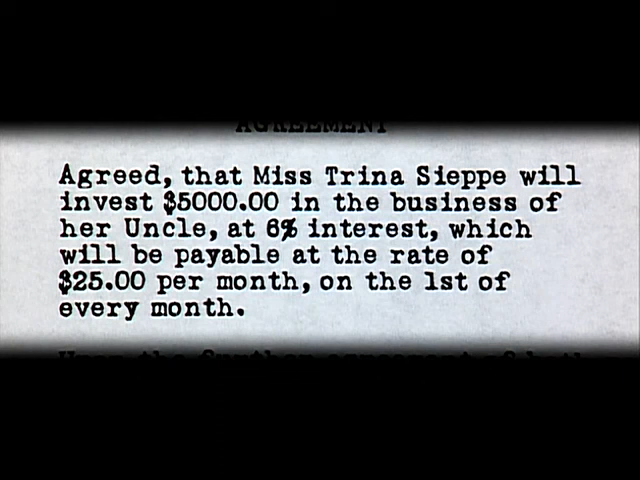 AGREEMENT
Agreed, that Miss Trina Sieppe will
invest $5000.00 in the business of
her Uncle, at 6% interest, which
will be payable at the rate of
$25.00 per month, on the 1st of
every month.